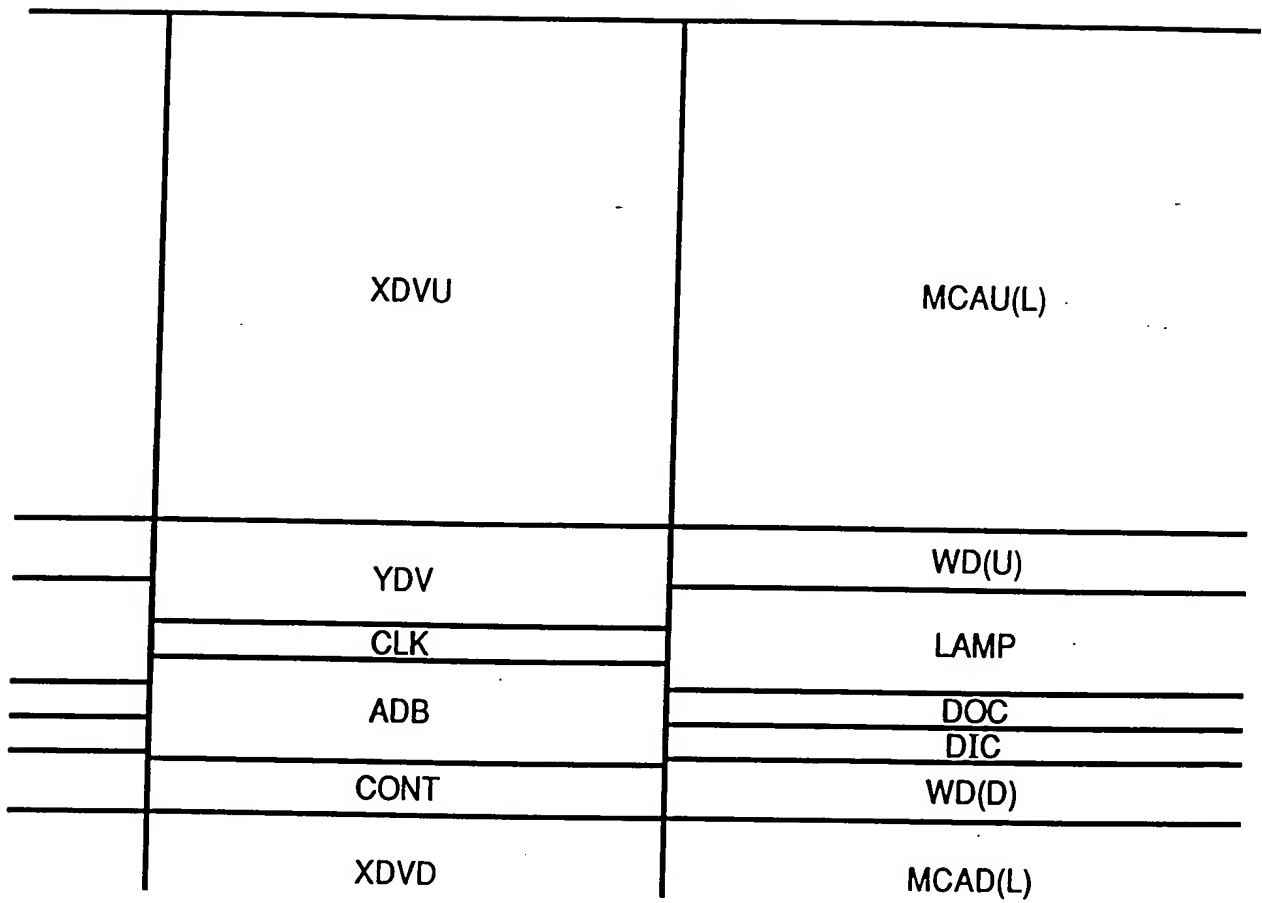 XDVU
MCAU(L)
YDV
WD(U)
CLK
LAMP
ADB
DOC
DIC
CONT
WD(D)
XDVD
MCAD(L)